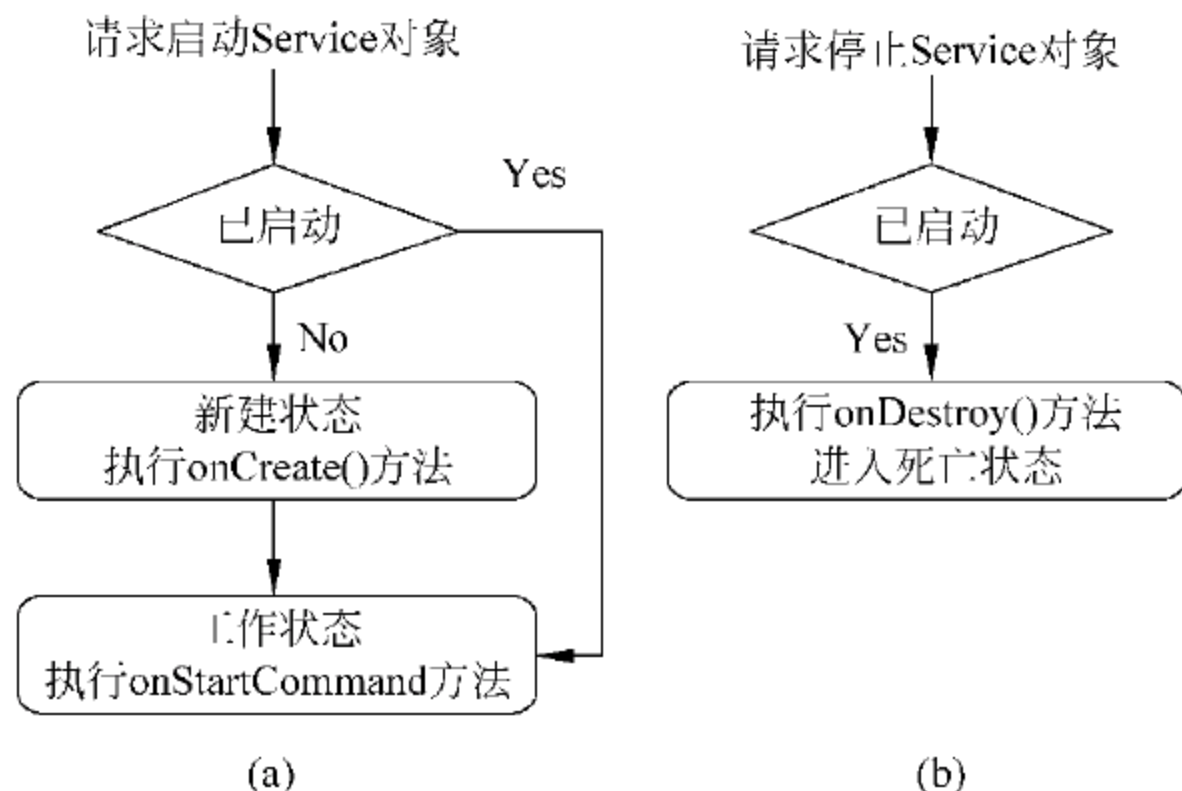 请求启动Service对象
已启动
Yes
No
新建状态
执行onCreate()方法
工作状态
执行onStartCommand方法
(a)
请求停止Service对象
已启动
Yes
执行onDestroy()方法
进入死亡状态
(b)